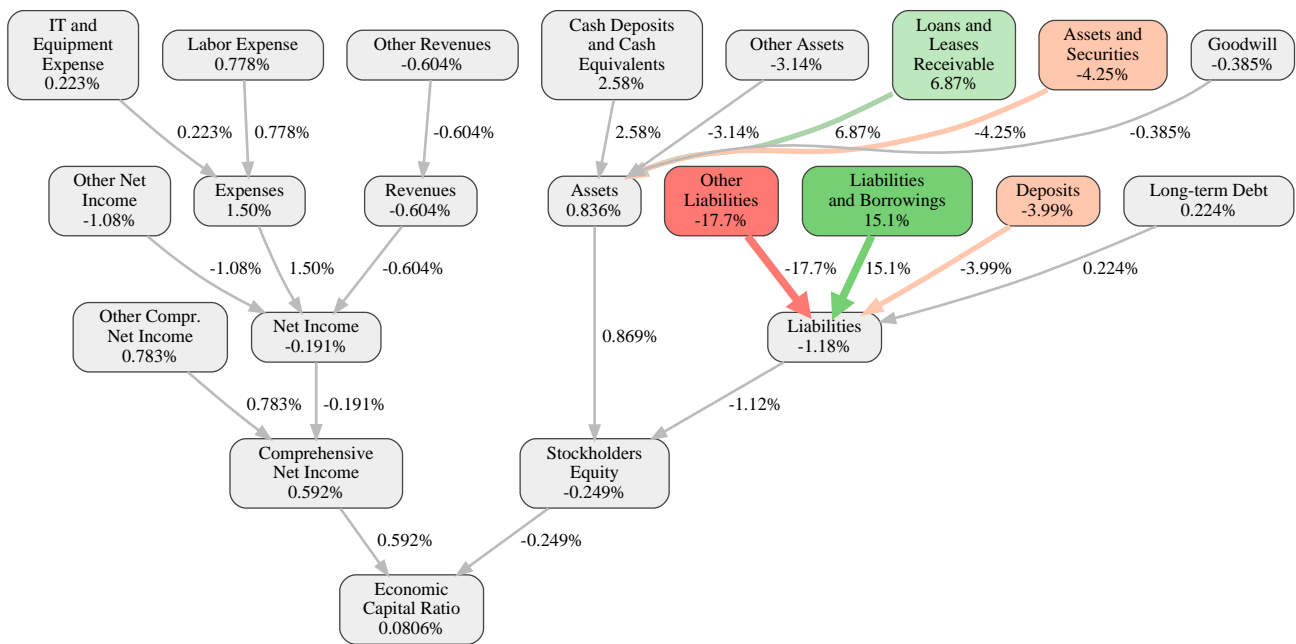 IT and
Equipment
Expense
0.223%
Labor Expense
0.778%
Other Revenues
-0.604%
Cash Deposits
and Cash
Equivalents
2.58%
Other Assets
-3.14%
Loans and
Leases
Receivable
6.87%
Assets and
Securities
-4.25%
Goodwill
-0.385%
0.223%
0.778%
-0.604%
2.58%
-3.14%
6.87%
-4.25%
-0.385%
Other Net
Income
-1.08%
Expenses
1.50%
Revenues
-0.604%
Assets
0.836%
Other
Liabilities
-17.7%
Liabilities
and Borrowings
15.1%
Deposits
-3.99%
Long-term Debt
0.224%
-1.08%
1.50%
-0.604%
-17.7%
15.1%
-3.99%
0.224%
Other Compr.
Net Income
0.783%
Net Income
-0.191%
0.869%
Liabilities
-1.18%
0.783%
-0.191%
-1.12%
Comprehensive
Net Income
0.592%
Stockholders
Equity
-0.249%
0.592%
-0.249%
Economic
Capital Ratio
0.0806%